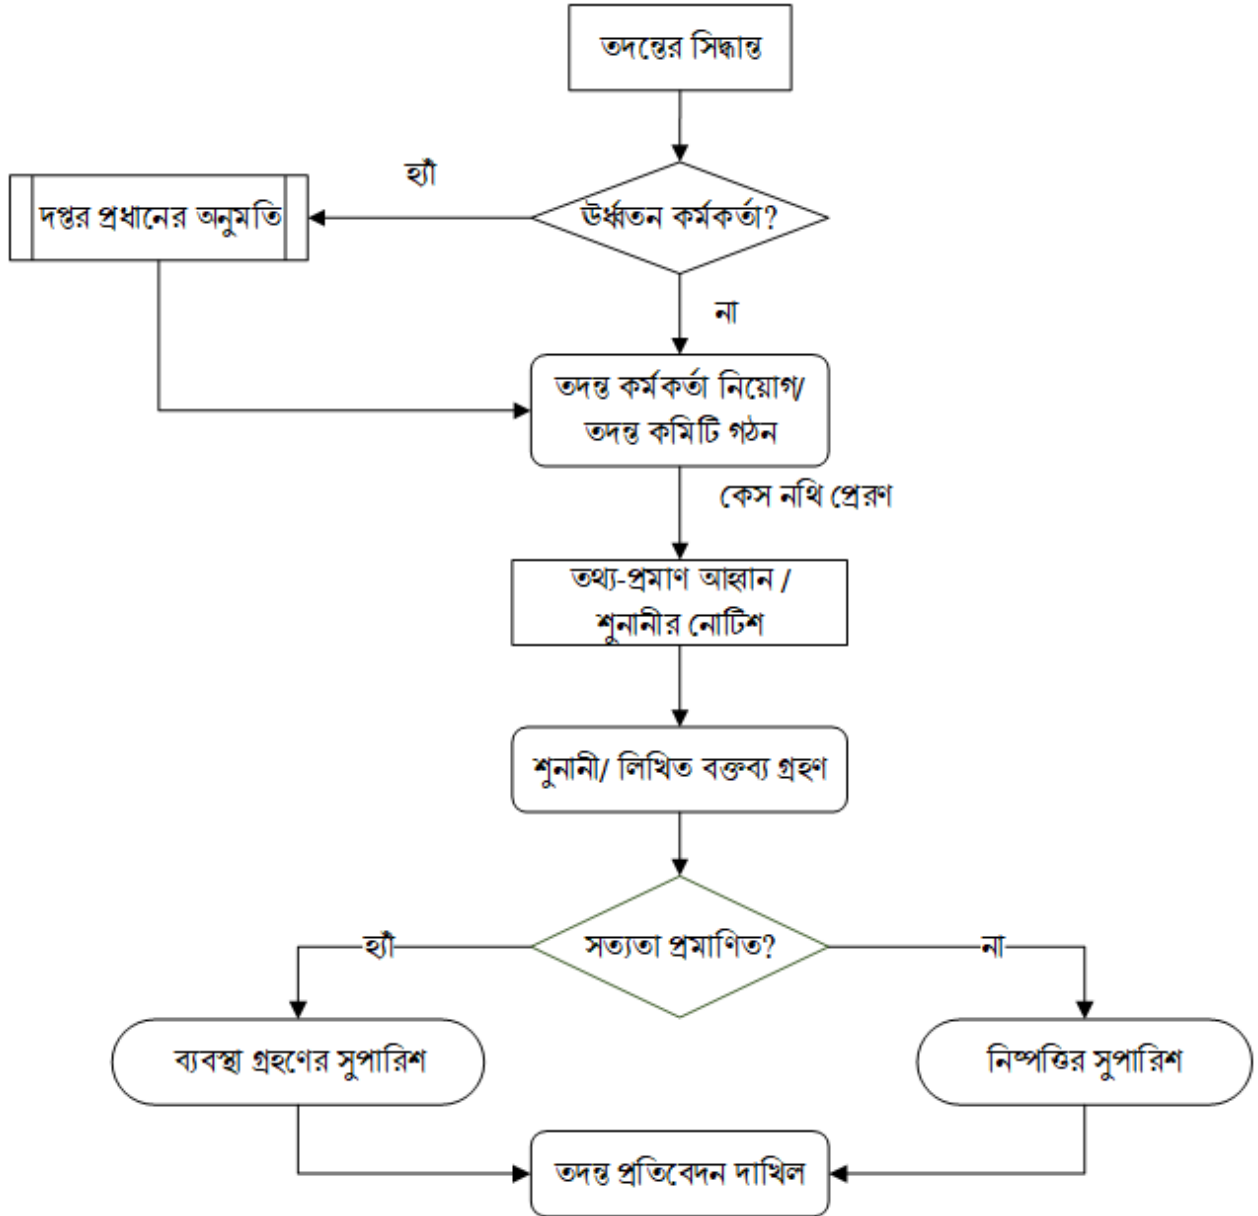 তদন্তের সিদ্ধান্ত
হ্যাঁ
দপ্তর প্রধানের অনুমতি
ঊর্ধ্বতন কর্মকর্তা?
না
তদন্ত কর্মকর্তা নিয়োগ/
তদন্ত কমিটি গঠন
কেস নথি প্রেরণ
তথ্য-প্রমাণ আহ্বান /
শুনানীর নোটিশ
শুনানী/ লিখিত বক্তব্য গ্রহণ
হ্যাঁ
সত্যতা প্রমাণিত?
না
ব্যবস্থা গ্রহণের সুপারিশ
নিষ্পত্তির সুপারিশ
তদন্ত প্রতিবেদন দাখিল